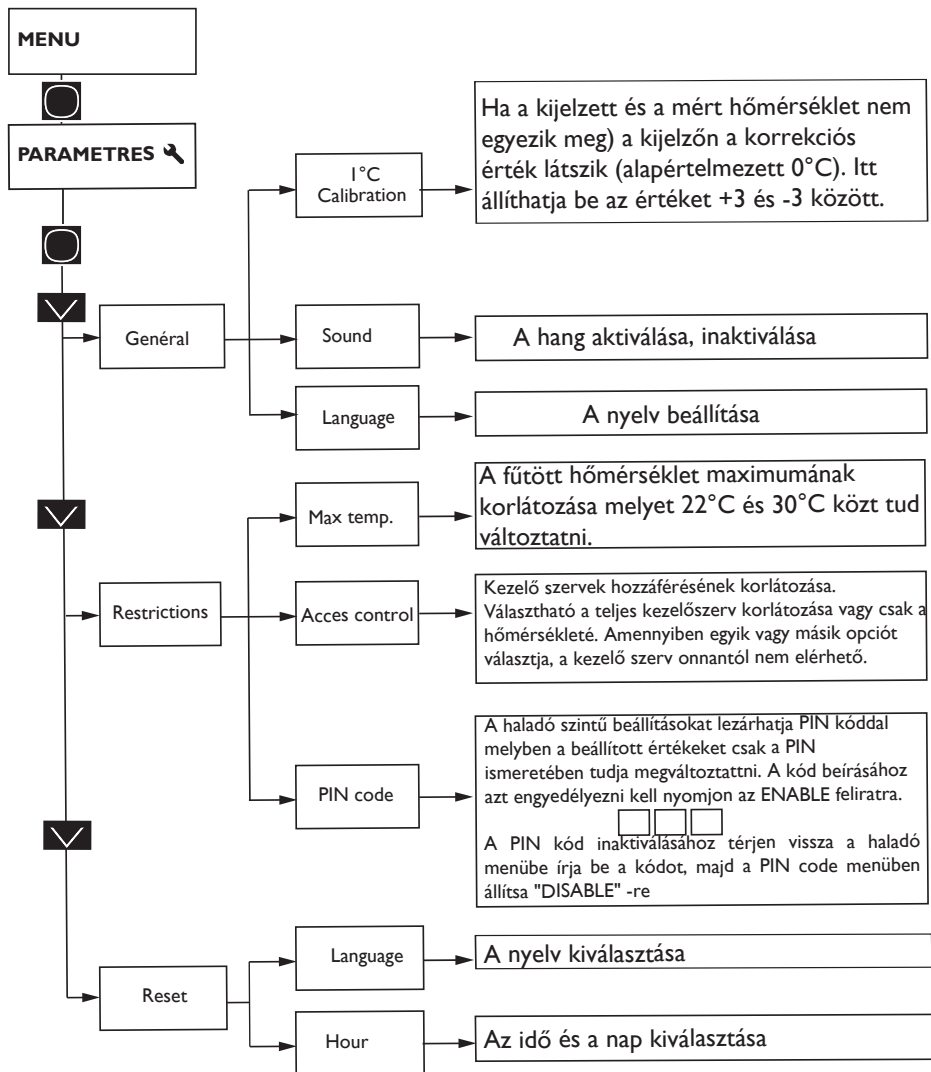 MENU
PARAMETRES
1°C
Calibration
Ha a kijelzett és a mért hőmérséklet nem
egyezik meg) a kijelzőn a korrekciós
érték látszik (alapértelmezett 0°C). Itt
állíthatja be az értéket +3 és -3 között.
Genéral
Sound
A hang aktiválása, inaktiválása
Language
A nyelv beállítása
Restrictions
Max temp.
A fűtött hőmérséklet maximumának
korlátozása melyet 22°C és 30°C közt tud
változtatni.
Acces control
Kezelő szervek hozzáférésének korlátozása.
Választható a teljes kezelőszerv korlátozása vagy csak a
hőmérsékleté. Amennyiben egyik vagy másik opciót
választja, a kezelő szerv onnantól nem elérhető.
PIN code
A haladó szintű beállításokat lezárhatja PIN kóddal
melyben a beállított értékeket csak a PIN
ismeretében tudja megváltoztattni. A kód beírásához
azt engyedélyezni kell nyomjon az ENABLE feliratra.
A PIN kód inaktiválásához térjen vissza a haladó
menübe írja be a kódot, majd a PIN code menüben
állítsa "DISABLE" -re
Reset
Language
A nyelv kiválasztása
Hour
Az idő és a nap kiválasztása